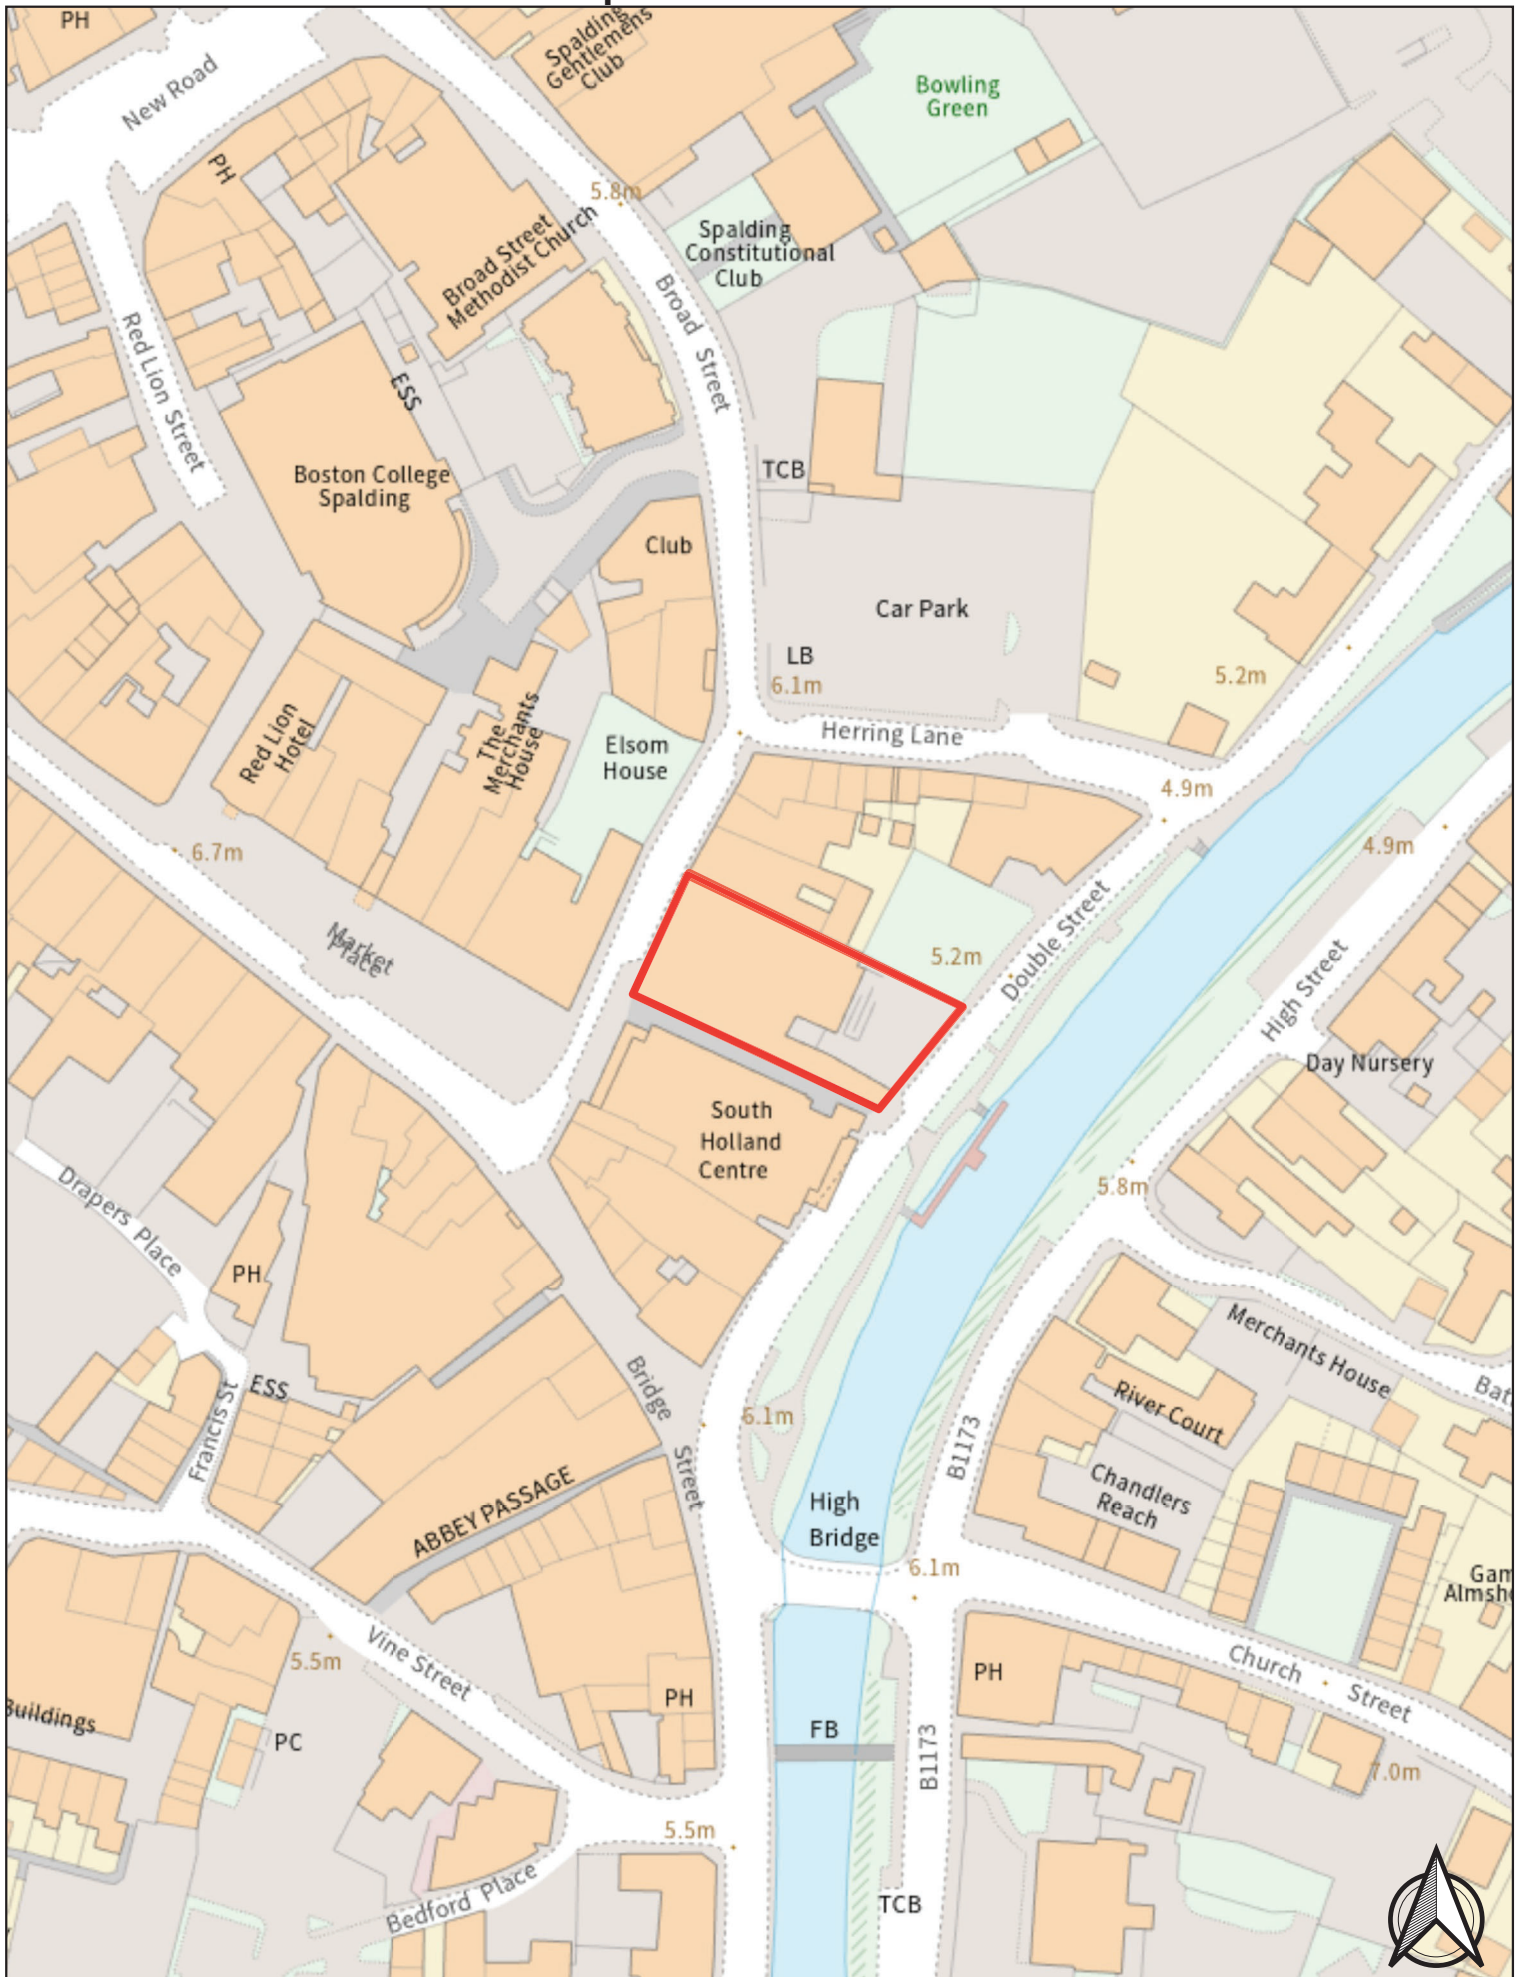 PH
New Road
Spalding
Gentlemens
Club
Bowling
Green
PH
5.8m
Broad Street
Methodist Church
Spalding
Constitutional
Club
Broad Street
Red Lion Street
ESS
TCB
Boston College
Spalding
Club
Car Park
LB
6.1m
5.2m
Herring Lane
Red Lion
Hotel
The
Merchants
House
Elsom
House
4.9m
6.7m
4.9m
Market
Place
5.2m
Double Street
High Street
Day Nursery
South
Holland
Centre
5.8m
Drapers Place
PH
Merchants House
Bridge Street
ESS
Francis St
River Court
Bat
6.1m
B1173
Chandlers
Reach
ABBEY PASSAGE
High
Bridge
6.1m
Gam
Almsh
Vine Street
5.5m
Church Street
PH
PH
Buildings
PC
FB
B1173
7.0m
5.5m
Bedford Place
TCB